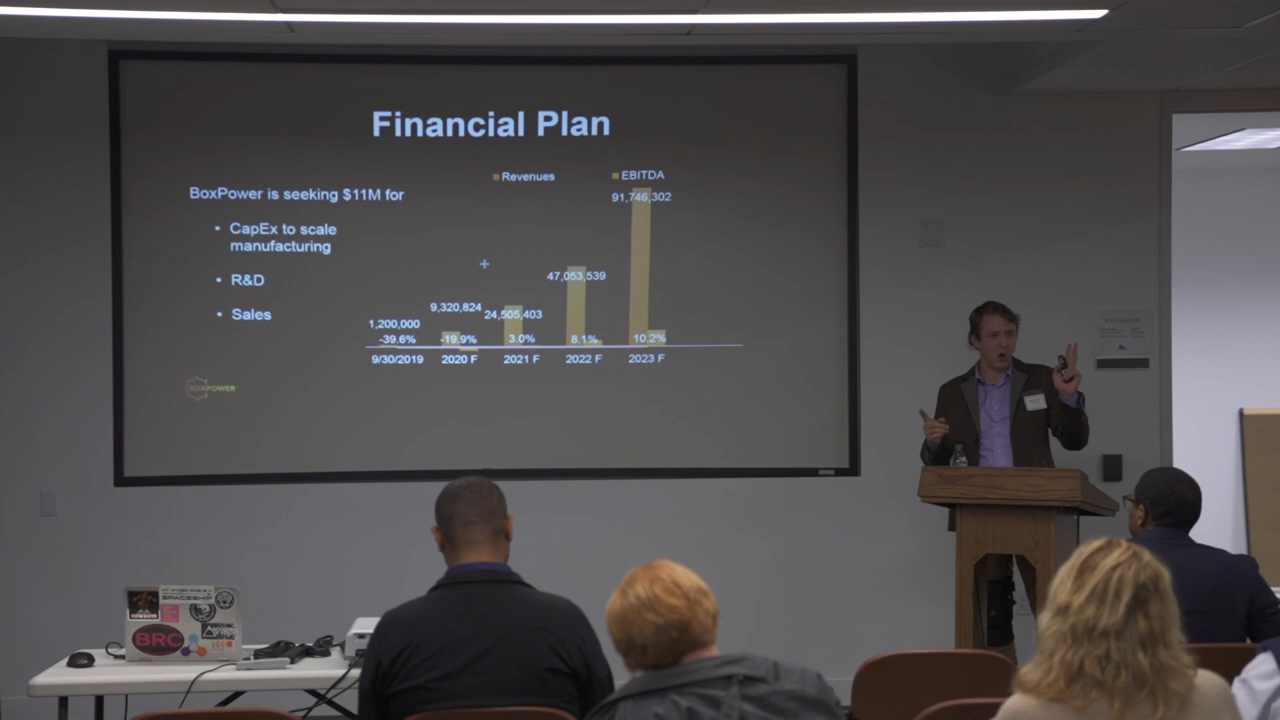 Financial Plan
BoxPower is seeking $11M for
• CapEx to scale
manufacturing
• R&D
• Sales
Revenues
EBITDA
91,746,302
47,053,539
24,505,403
9,320,824
1,200,000
-39.6%
-19.9%
3.0%
8.1%
10.2%
9/30/2019
2020 F
2021 F
2022 F
2023 F
BOXPOWER
SPACESHIP
BRC